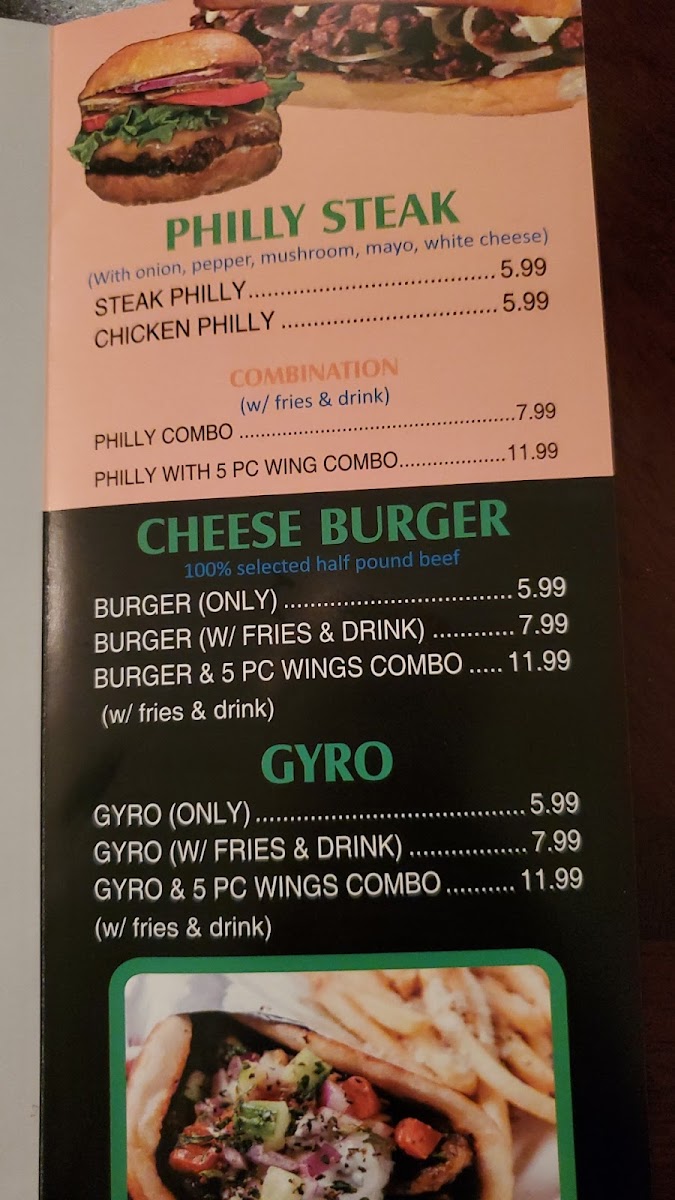 PHILLY STEAK
(With onion, pepper, mushroom, mayo, white cheese)
STEAK PHILLY...................................... 5.99
CHICKEN PHILLY ................................. 5.99
COMBINATION
(w/ fries & drink)
PHILLY COMBO ................................................7.99
PHILLY WITH 5 PC WING COMBO...................11.99
CHEESE BURGER
100% selected half pound beef
BURGER (ONLY) ................................... 5.99
BURGER (W/ FRIES & DRINK) ............. 7.99
BURGER & 5 PC WINGS COMBO ..... 11.99
(w/ fries & drink)
GYRO
GYRO (ONLY)......................................... 5.99
GYRO (W/ FRIES & DRINK) .................. 7.99
GYRO & 5 PC WINGS COMBO.......... 11.99
(w/ fries & drink)